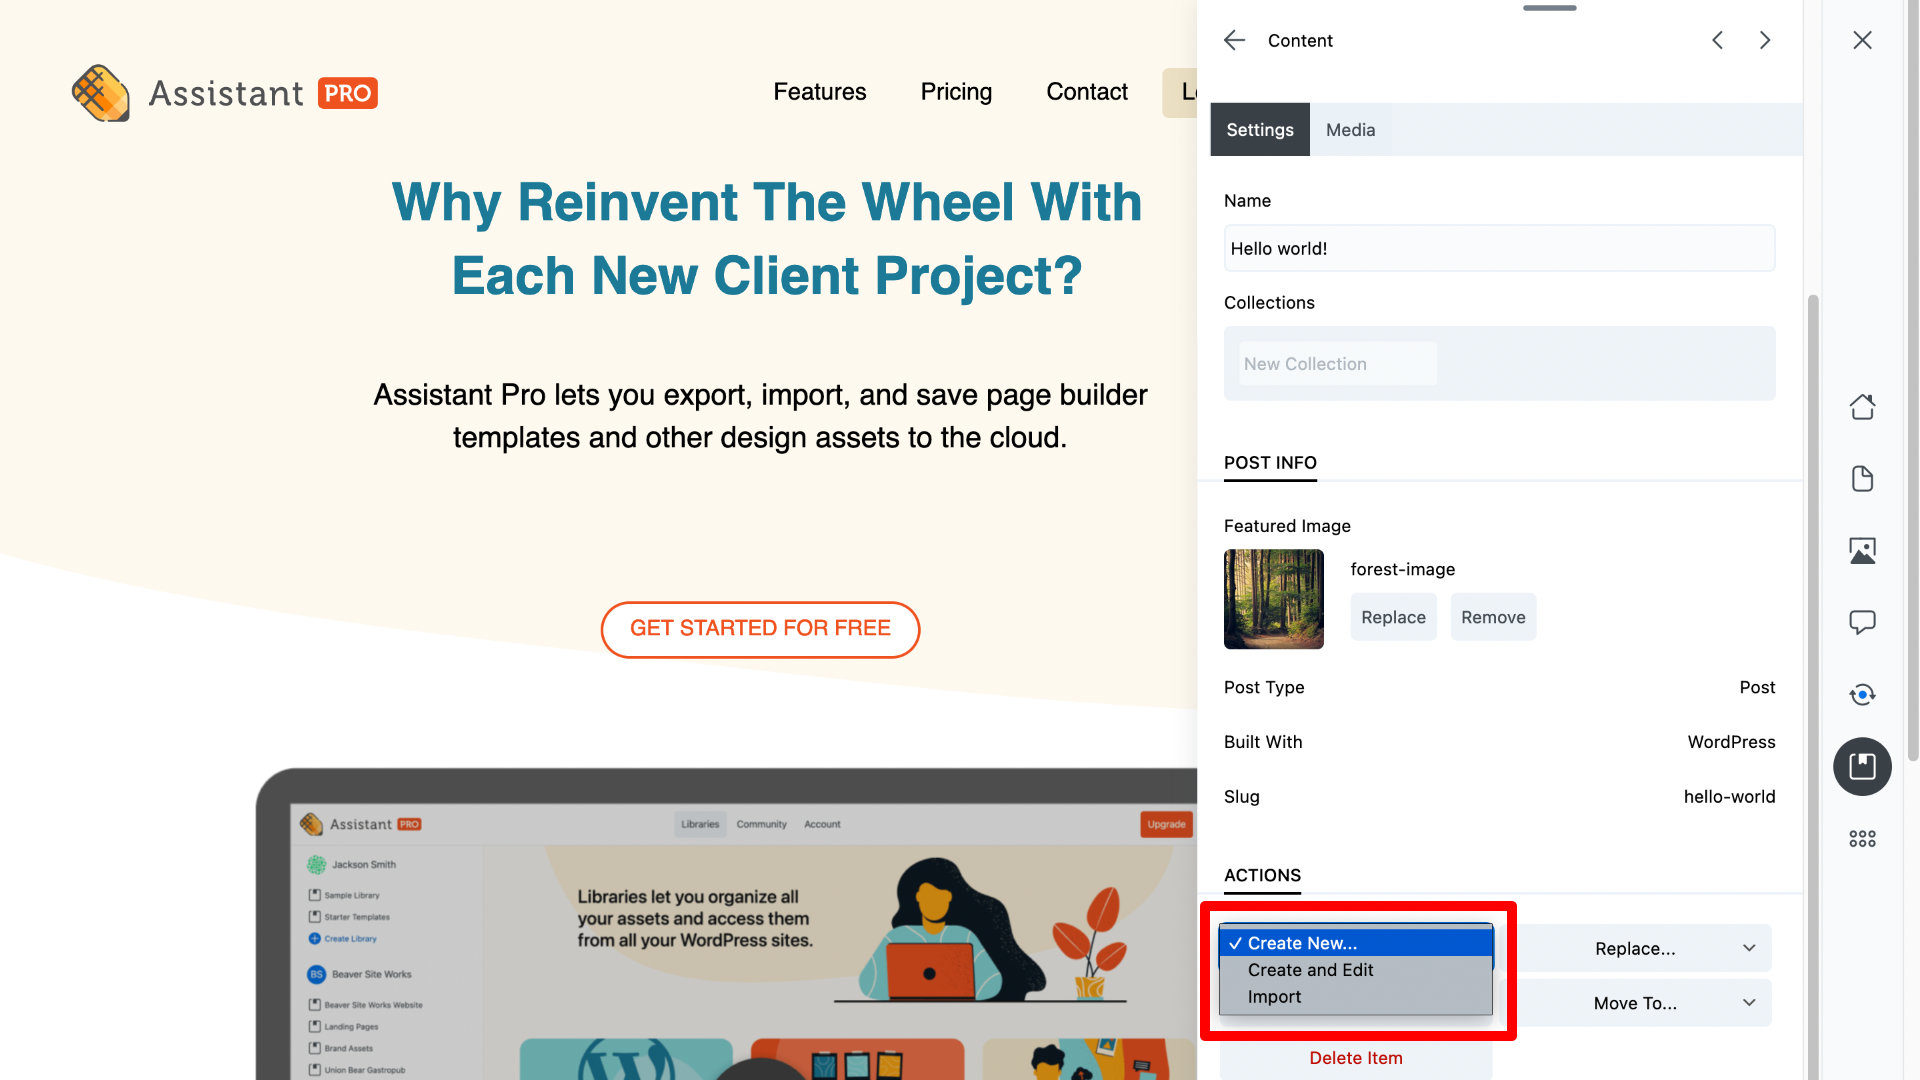 Assistant PRO
Features Pricing Contact
Why Reinvent The Wheel With
Each New Client Project?
Assistant Pro lets you export, import, and save page builder
templates and other design assets to the cloud.
GET STARTED FOR FREE
Assistant PRO
Libraries Community Account Upgrade
Jackson Smith
Sample Library
Starter Templates
Create Library
BS Beaver Site Works
Beaver Site Works Website
Landing Pages
Brand Assets
Union Bear Gastropub
Libraries let you organize all
your assets and access them
from all your WordPress sites.
Content
Settings Media
Name
Hello world!
Collections
New Collection
POST INFO
Featured Image
forest-image
Replace Remove
Post Type Post
Built With WordPress
Slug hello-world
ACTIONS
✓ Create New...
Create and Edit
Import
Replace...
Move To...
Delete Item